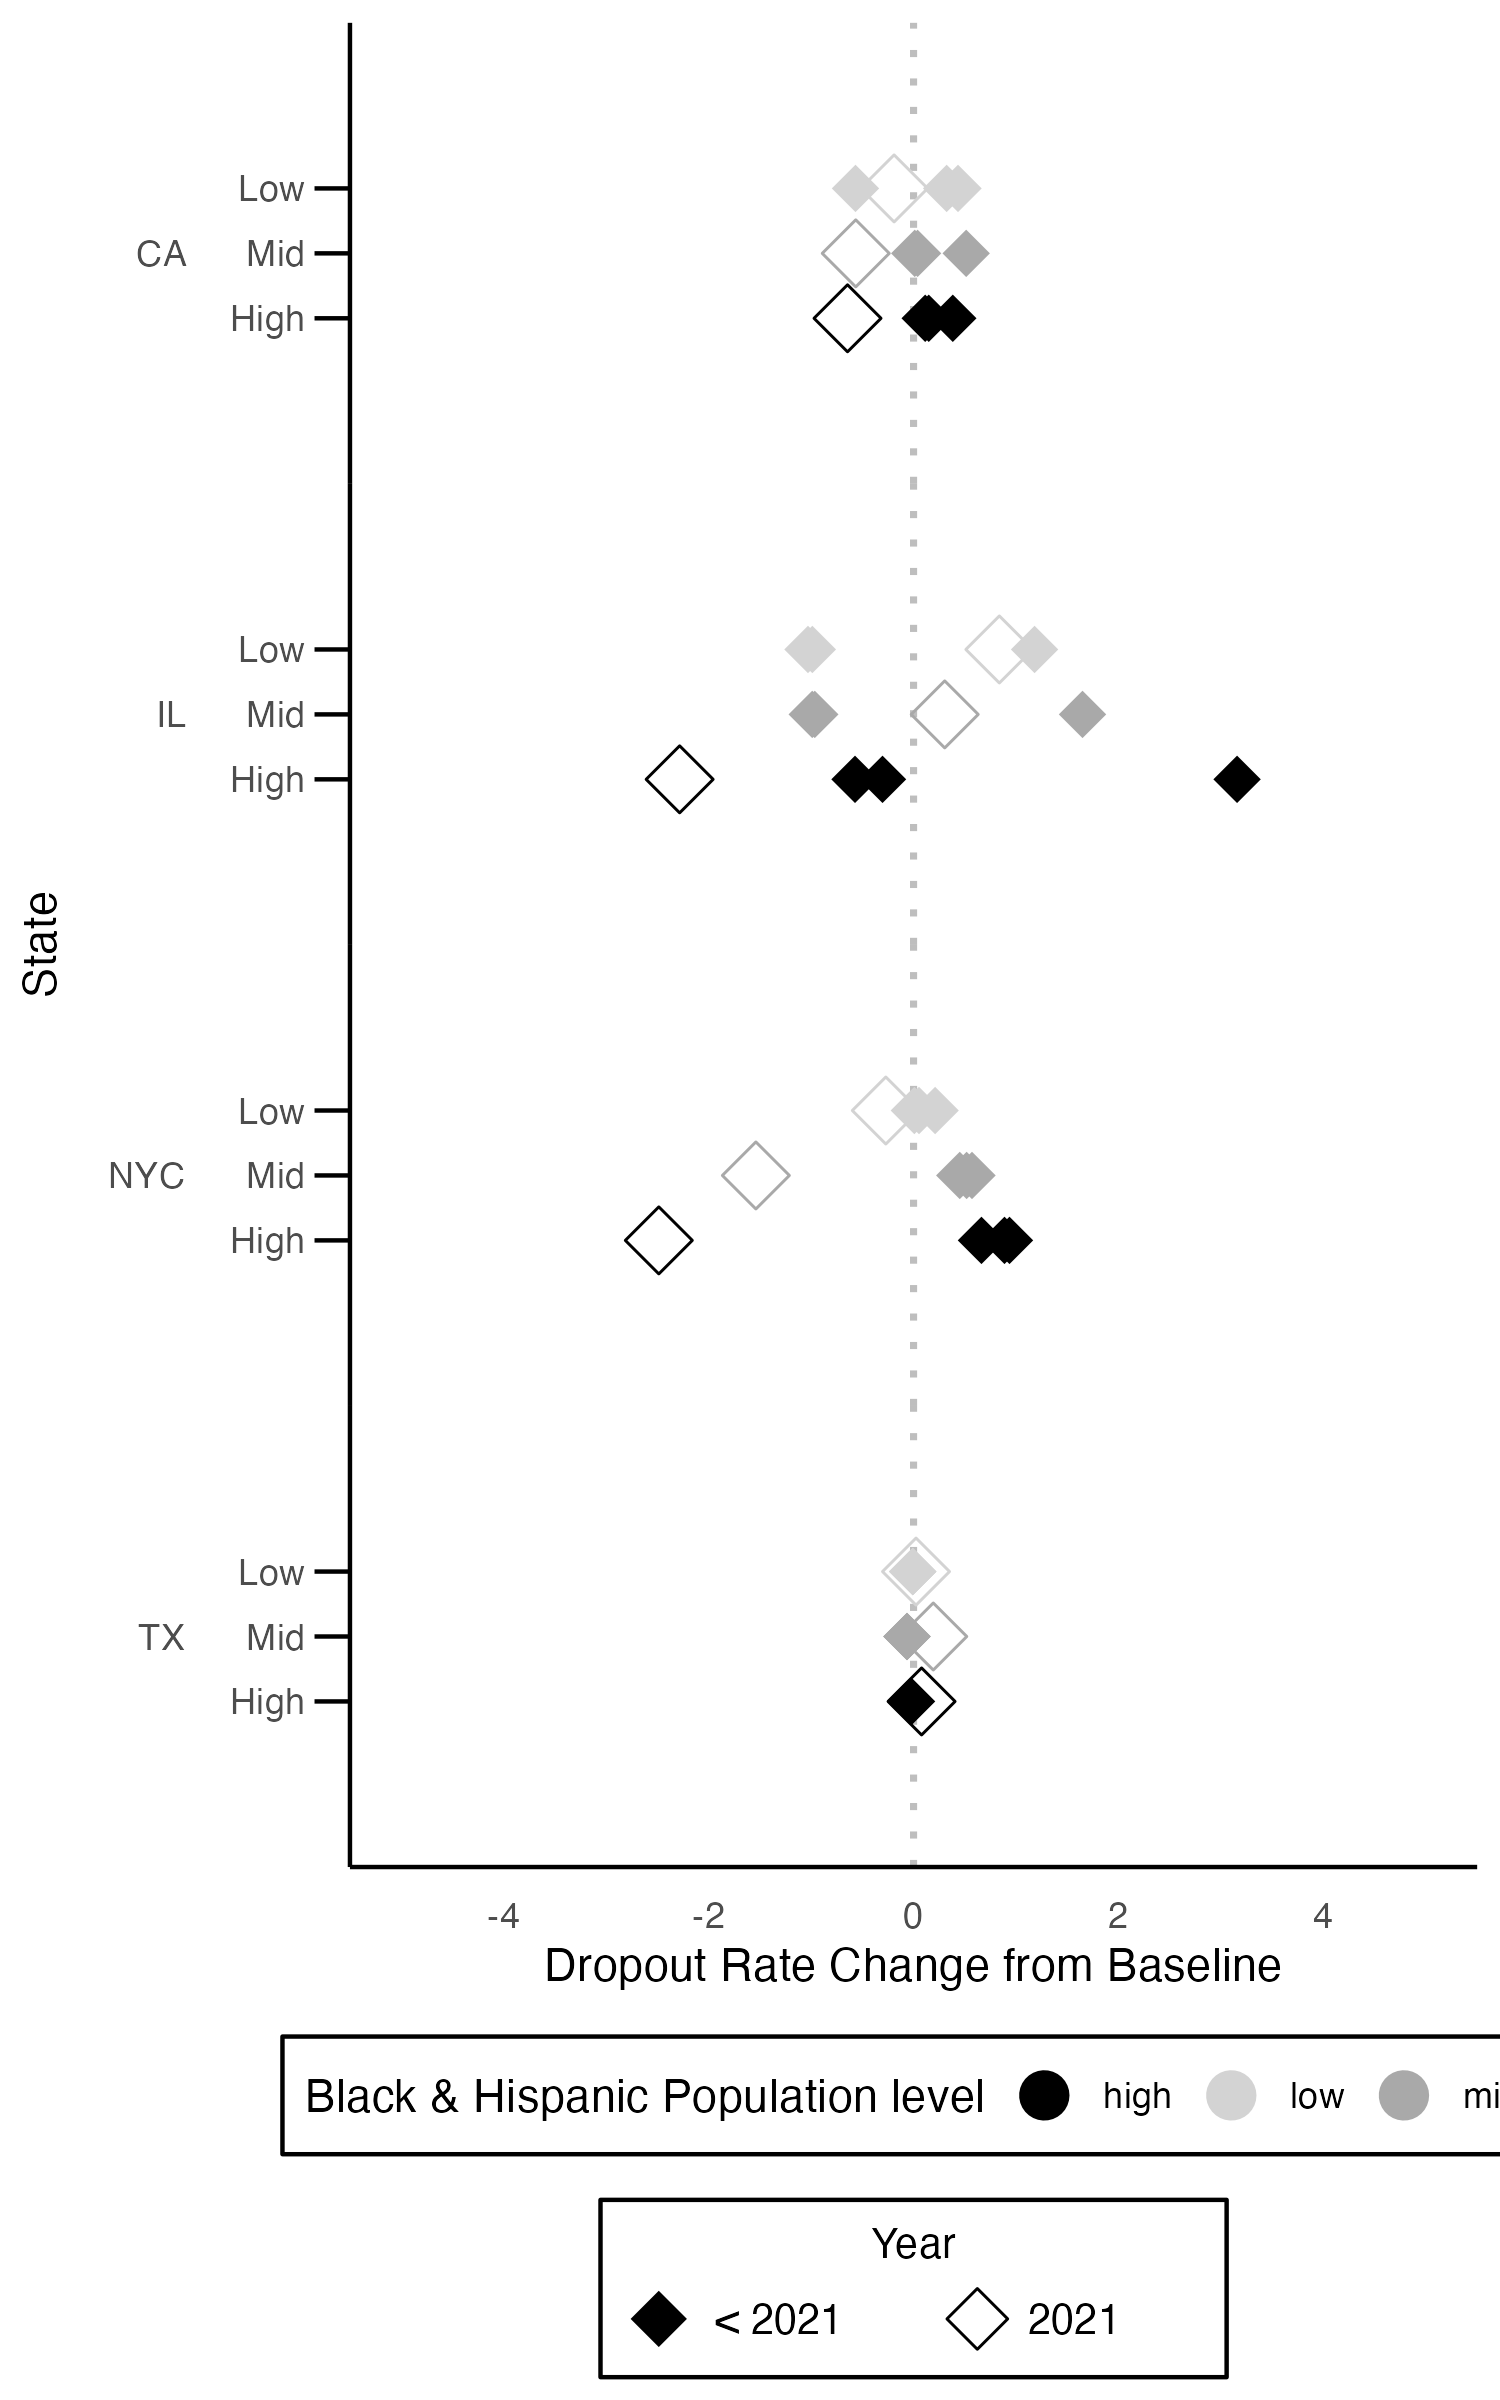 Low
CA Mid
High
Low
IL Mid
High
State
Low
NYC Mid
High
Low
TX Mid
High
-4 -2 0 2 4
Dropout Rate Change from Baseline
Black & Hispanic Population level high low mi
Year
< 2021 2021